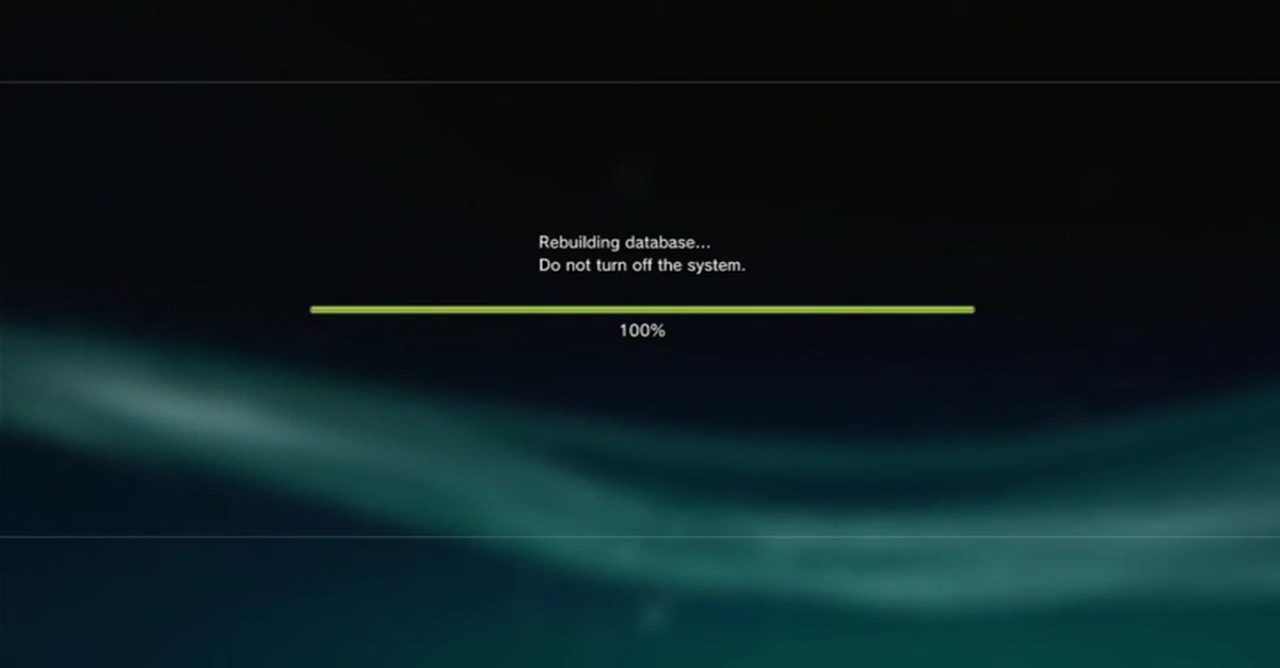 Rebuilding database...
Do not turn off the system.
100%